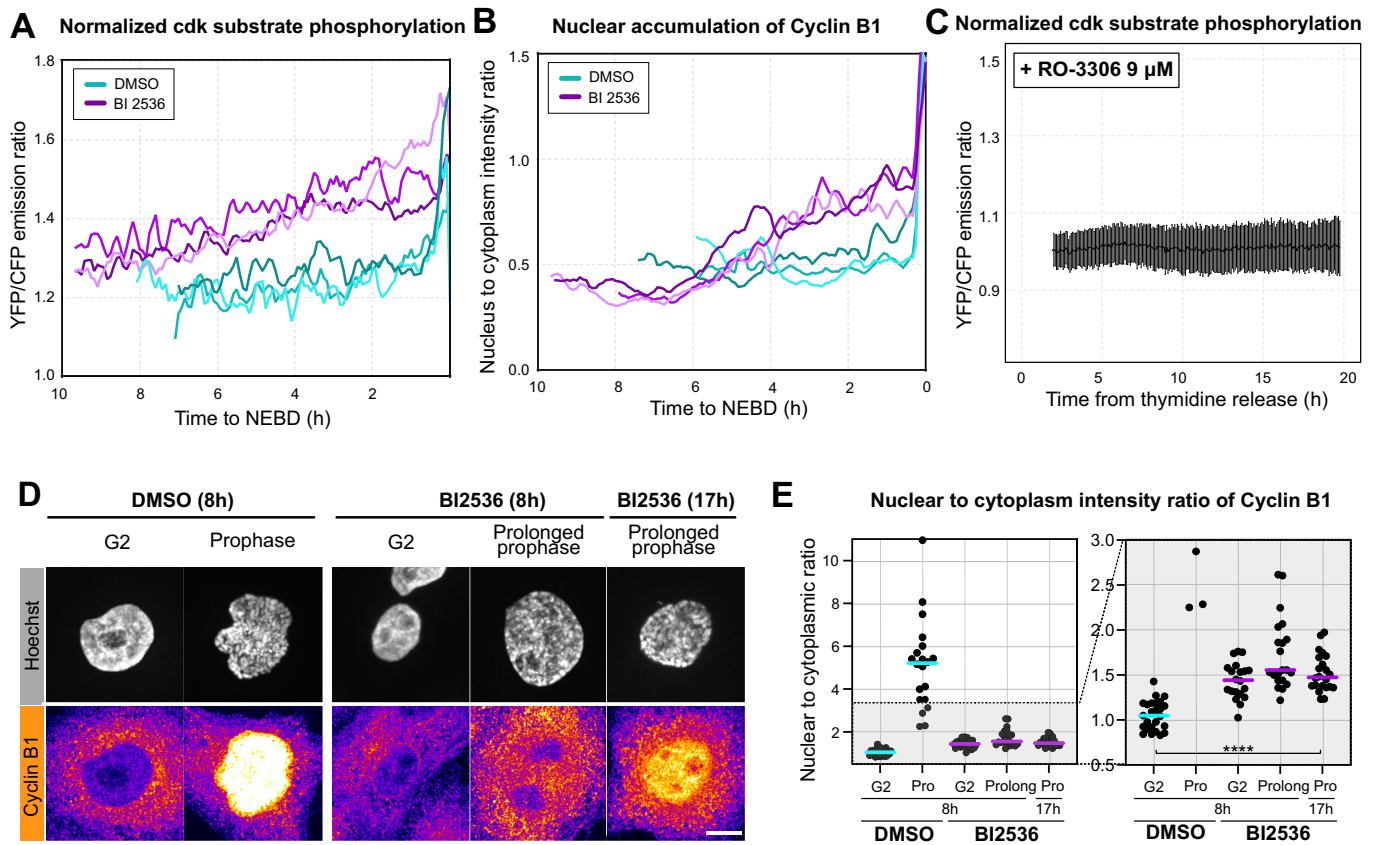 A Normalized cdk substrate phosphorylation
YFP/CFP emission ratio
1.8
1.6
1.4
1.2
1.0
DMSO
BI 2536
10 8 6 4 2
Time to NEBD (h)
B Nuclear accumulation of Cyclin B1
Nucleus to cytoplasm intensity ratio
1.5
1.0
0.5
0.0
DMSO
BI 2536
10 8 6 4 2 0
Time to NEBD (h)
C Normalized cdk substrate phosphorylation
YFP/CFP emission ratio
1.5
1.3
1.1
0.9
+ RO-3306 9 µM
0 5 10 15 20
Time from thymidine release (h)
D
DMSO (8h) BI2536 (8h) BI2536 (17h)
G2 Prophase G2 Prolonged prophase Prolonged prophase
Hoechst
Cyclin B1
E Nuclear to cytoplasm intensity ratio of Cyclin B1
Nuclear to cytoplasmic ratio
10
8
6
4
2
G2 Pro G2 Prolong Pro
8h 17h
DMSO BI2536
3.0
2.5
2.0
1.5
1.0
0.5
****
G2 Pro G2 Prolong Pro
8h 17h
DMSO BI2536